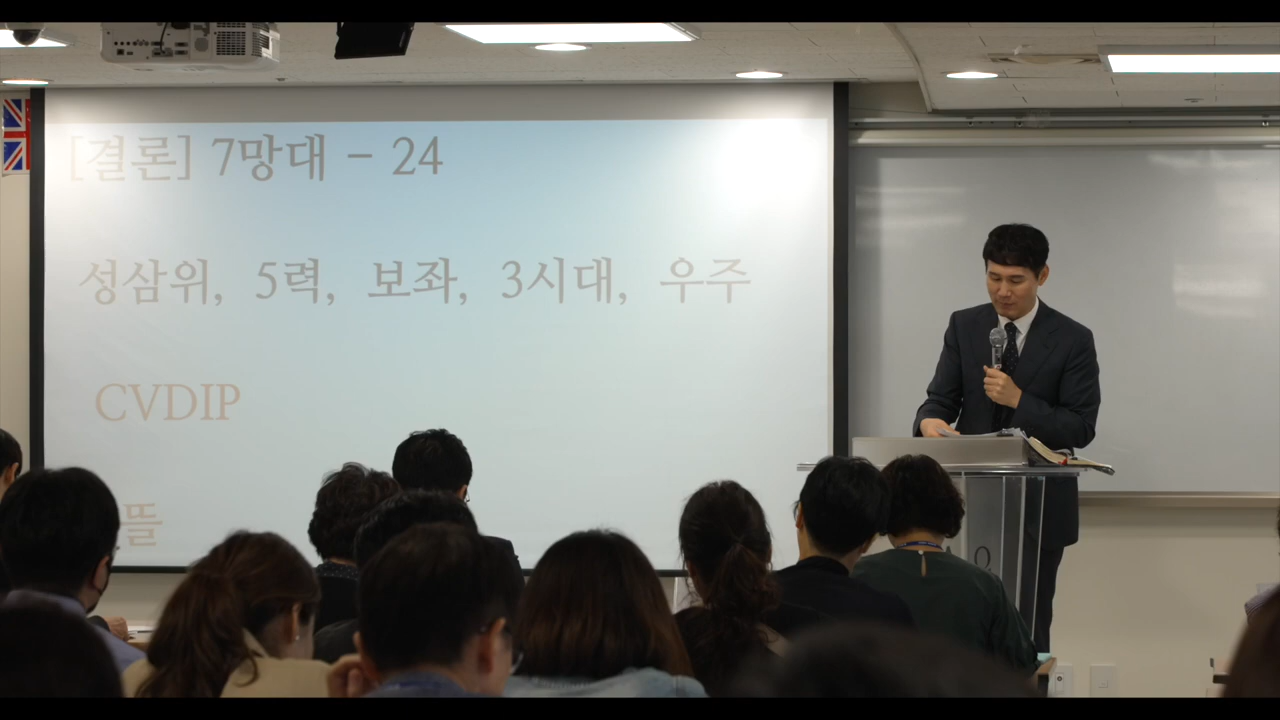 [결론] 7망대 - 24
성삼위, 5력, 보좌, 3시대, 우주
CVDIP
뜰